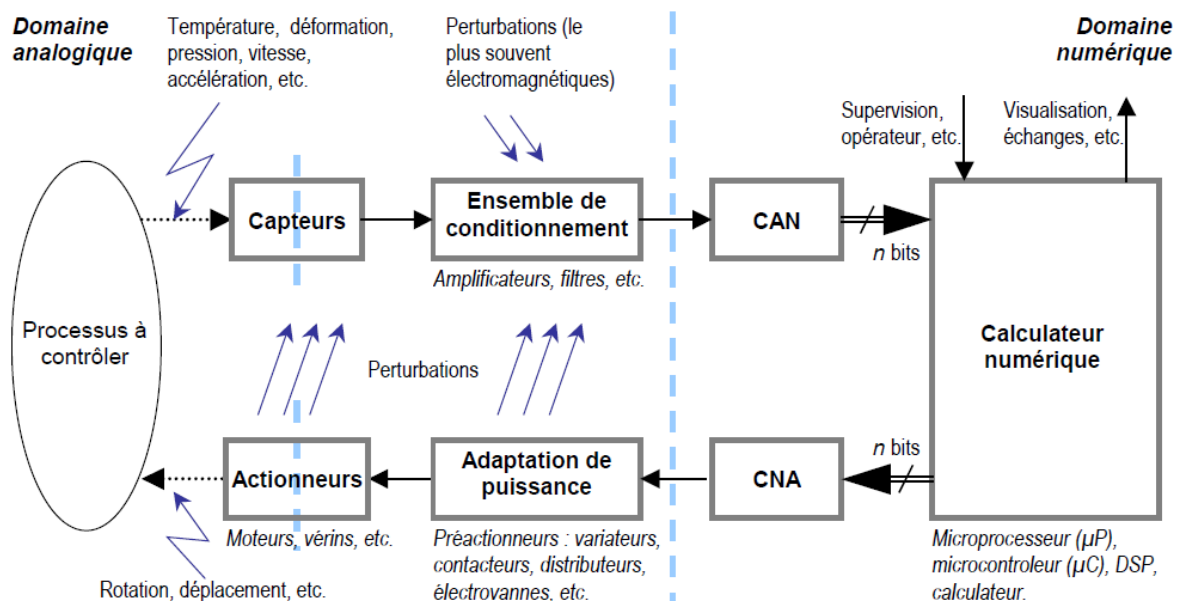 Domaine
analogique
Température, déformation,
pression, vitesse,
accélération, etc.
Perturbations (le
plus souvent
électromagnétiques)
Domaine
numérique
Supervision,
opérateur, etc.
Visualisation,
échanges, etc.
Capteurs
Ensemble de
conditionnement
Amplificateurs, filtres, etc.
CAN
n bits
Processus à
contrôler
Perturbations
Calculateur
numérique
Actionneurs
Moteurs, vérins, etc.
Adaptation de
puissance
Préactionneurs : variateurs,
contacteurs, distributeurs,
électrovannes, etc.
CNA
n bits
Microprocesseur (µP),
microcontroleur (µC), DSP,
calculateur.
Rotation, déplacement, etc.